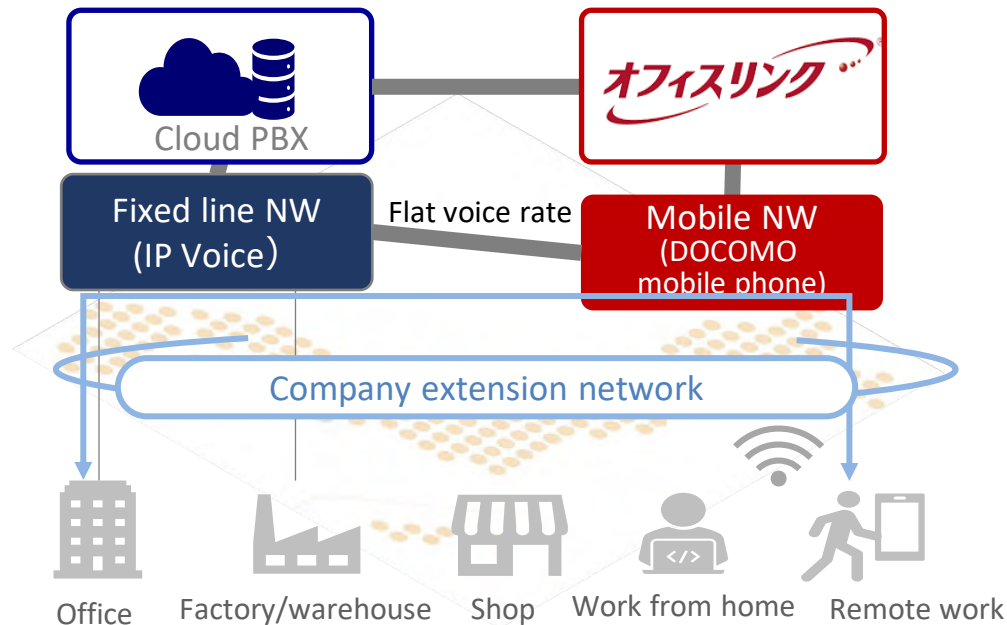 Cloud PBX
オフィスリンク®
Fixed line NW
(IP Voice）
Flat voice rate
Mobile NW
(DOCOMO
mobile phone)
Company extension network
</>
Office
Factory/warehouse
Shop
Work from home
Remote work